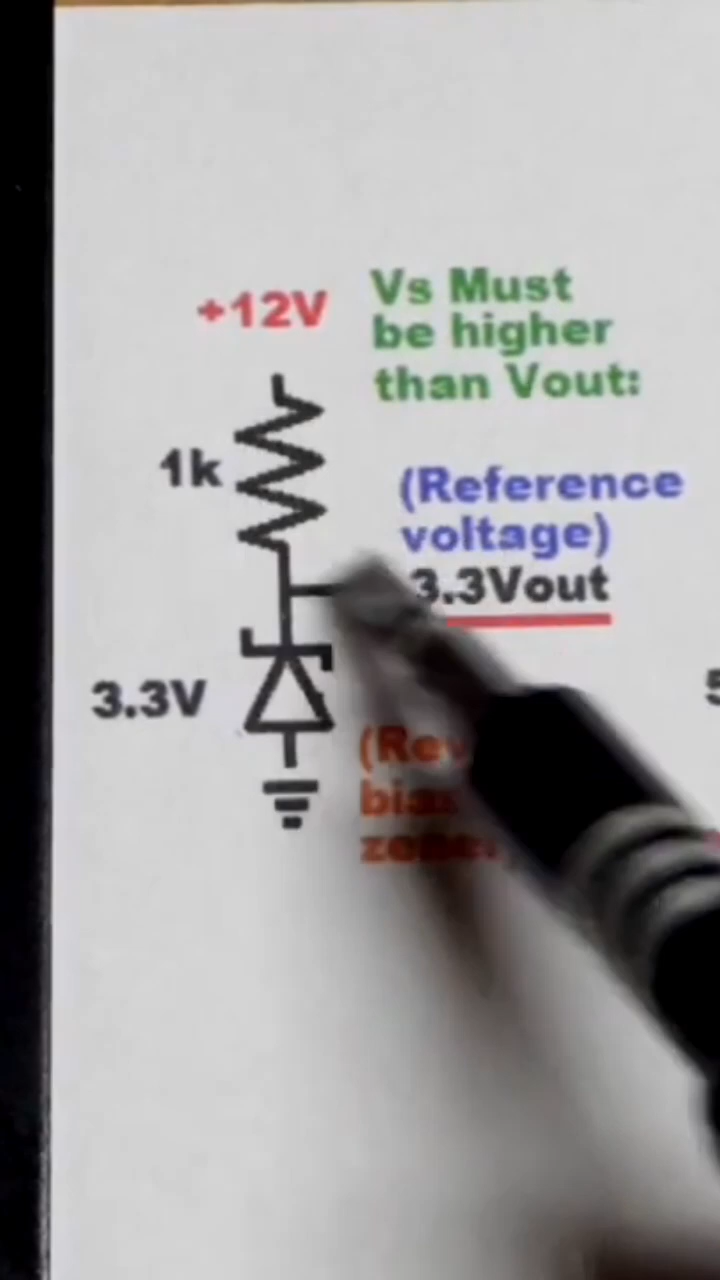 +12V
Vs Must
be higher
than Vout:
1k
(Reference
voltage)
3.3Vout
3.3V